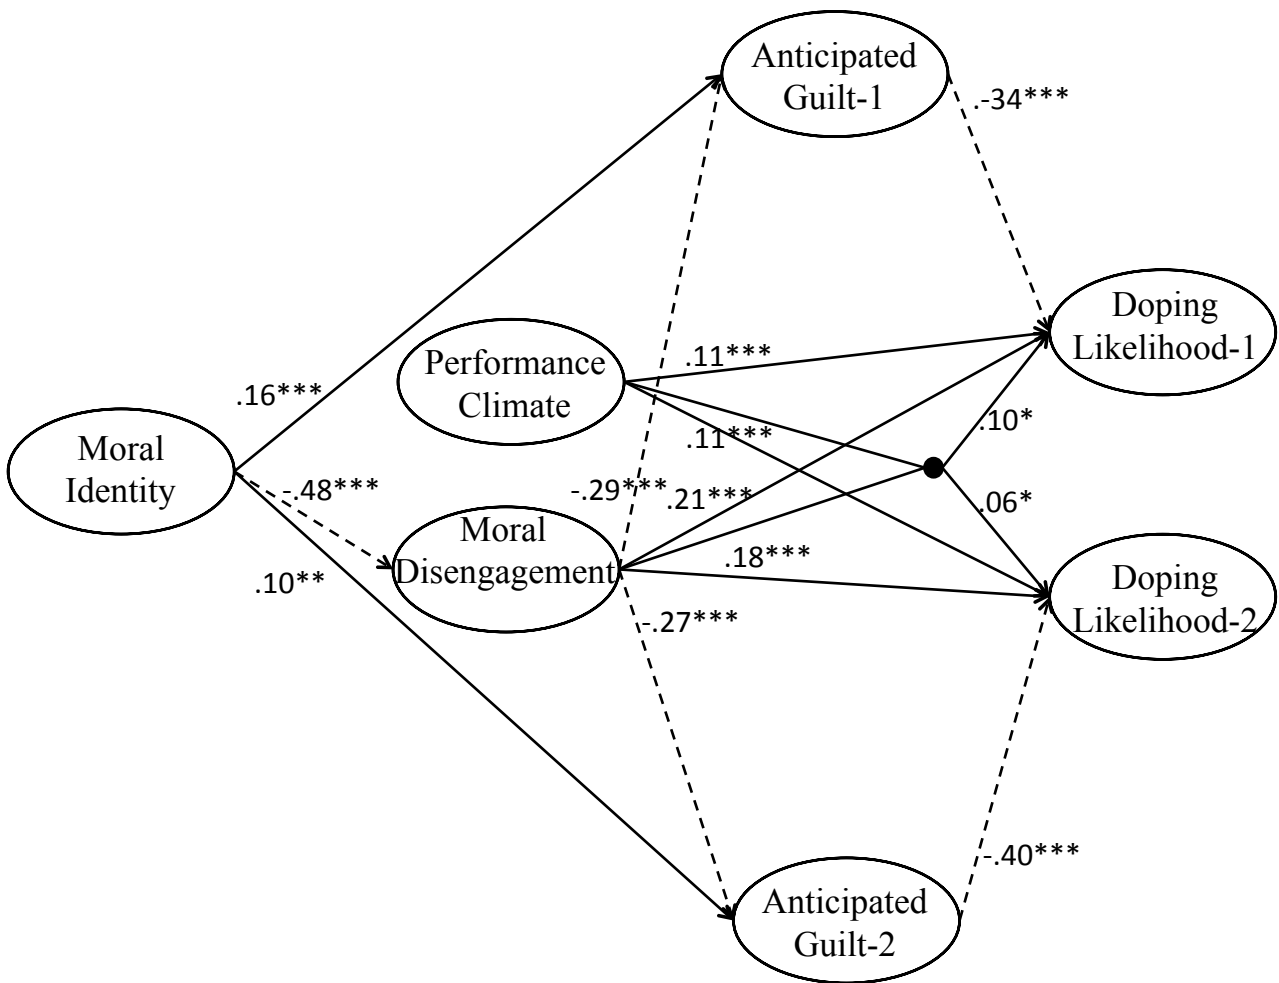 Anticipated
Guilt-1
.-34***
Doping
Likelihood-1
Performance
Climate
.11***
.16***
.10*
.11***
Moral
Identity
-.48***
-.29***
.21***
.06*
Moral
Disengagement
.18***
.10**
Doping
Likelihood-2
-.27***
-.40***
Anticipated
Guilt-2